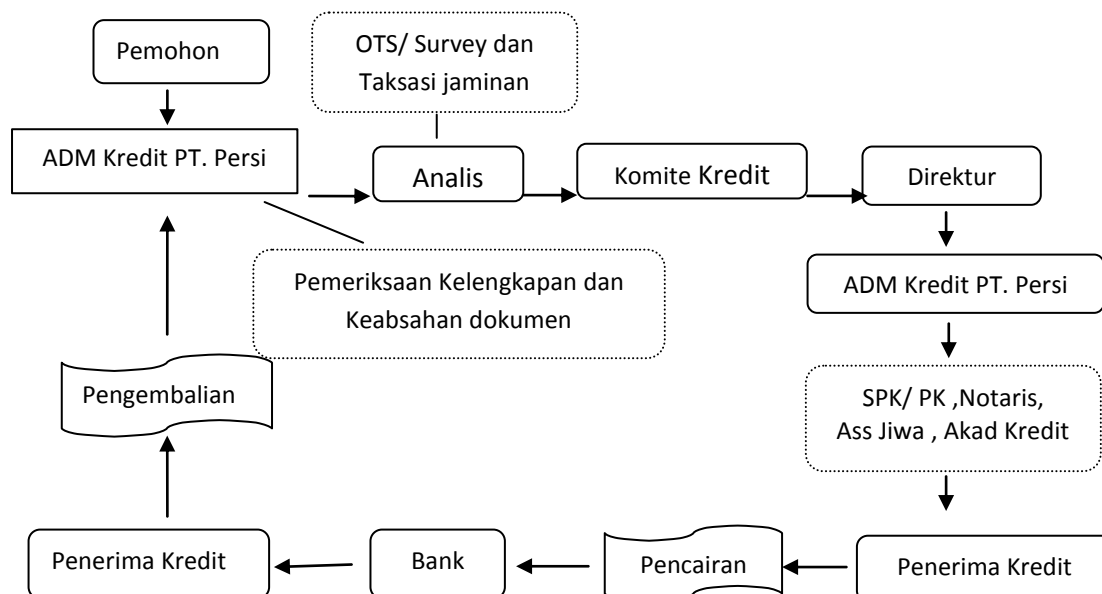 Pemohon
OTS/ Survey dan
Taksasi jaminan
ADM Kredit PT. Persi
Analis
Komite Kredit
Direktur
Pemeriksaan Kelengkapan dan
Keabsahan dokumen
ADM Kredit PT. Persi
Pengembalian
SPK/ PK ,Notaris,
Ass Jiwa , Akad Kredit
Penerima Kredit
Bank
Pencairan
Penerima Kredit